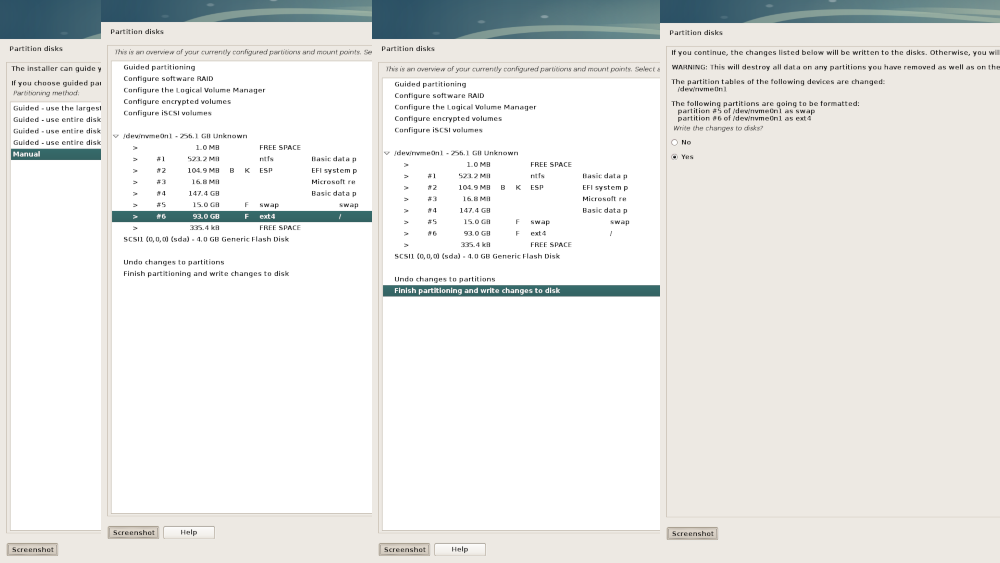 Partition disks
The installer can guide y
If you choose guided par
Partitioning method:
Guided - use the largest
Guided - use entire disk
Guided - use entire disk
Guided - use entire disk
Manual
Screenshot
Partition disks
This is an overview of your currently configured partitions and mount points. Se
Guided partitioning
Configure software RAID
Configure the Logical Volume Manager
Configure encrypted volumes
Configure iSCSI volumes
/dev/nvme0n1 - 256.1 GB Unknown
> 1.0 MB FREE SPACE
> #1 523.2 MB ntfs Basic data p
> #2 104.9 MB B K ESP EFI system p
> #3 16.8 MB Microsoft re
> #4 147.4 GB Basic data p
> #5 15.0 GB F swap swap
> #6 93.0 GB F ext4 /
> 335.4 kB FREE SPACE
SCSI1 (0,0,0) (sda) - 4.0 GB Generic Flash Disk
Undo changes to partitions
Finish partitioning and write changes to disk
Screenshot Help
Partition disks
This is an overview of your currently configured partitions and mount points. Select a
Guided partitioning
Configure software RAID
Configure the Logical Volume Manager
Configure encrypted volumes
Configure iSCSI volumes
/dev/nvme0n1 - 256.1 GB Unknown
> 1.0 MB FREE SPACE
> #1 523.2 MB ntfs Basic data p
> #2 104.9 MB B K ESP EFI system p
> #3 16.8 MB Microsoft re
> #4 147.4 GB Basic data p
> #5 15.0 GB F swap swap
> #6 93.0 GB F ext4 /
> 335.4 kB FREE SPACE
SCSI1 (0,0,0) (sda) - 4.0 GB Generic Flash Disk
Undo changes to partitions
Finish partitioning and write changes to disk
Screenshot Help
Partition disks
If you continue, the changes listed below will be written to the disks. Otherwise, you will
WARNING: This will destroy all data on any partitions you have removed as well as on the
The partition tables of the following devices are changed:
/dev/nvme0n1
The following partitions are going to be formatted:
partition #5 of /dev/nvme0n1 as swap
partition #6 of /dev/nvme0n1 as ext4
Write the changes to disks?
No
Yes
Screenshot